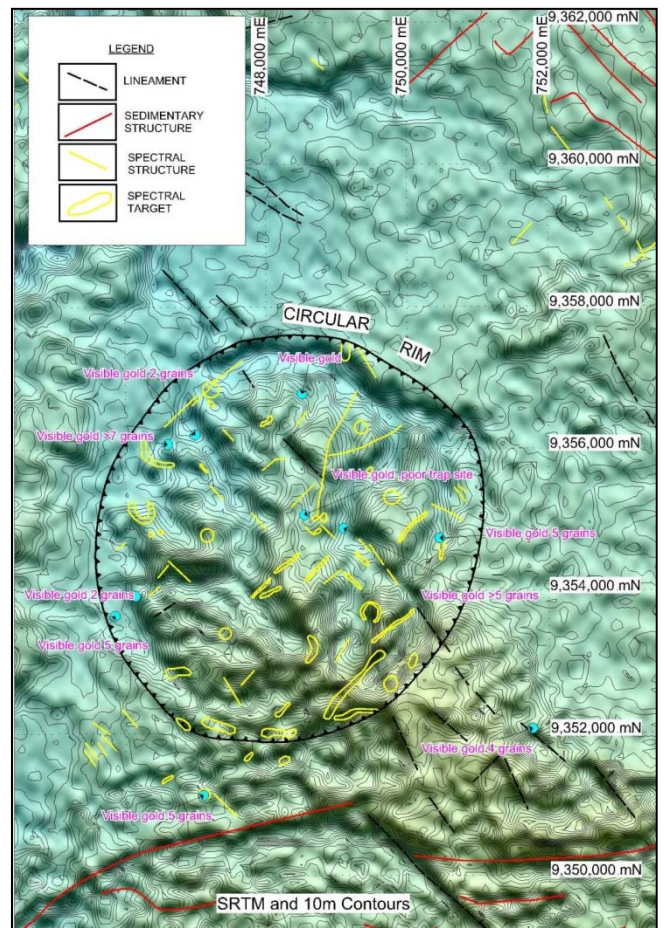 LEGEND
LINEAMENT
SEDIMENTARY
STRUCTURE
SPECTRAL
STRUCTURE
SPECTRAL
TARGET
748,000 mE
750,000 mE
752,000 mE
9,362,000 mN
9,360,000 mN
9,358,000 mN
CIRCULAR
RIM
Visible gold
Visible gold 2 grains
Visible gold >7 grains
9,356,000 mN
Visible gold ,poor trap site
Visible gold 5 grains
9,354,000 mN
Visible gold 2 grains
Visible gold >5 grains
Visible gold 5 grains
9,352,000 mN
Visible gold 4 grains
Visible gold 5 grains
9,350,000 mN
SRTM and 10m Contours